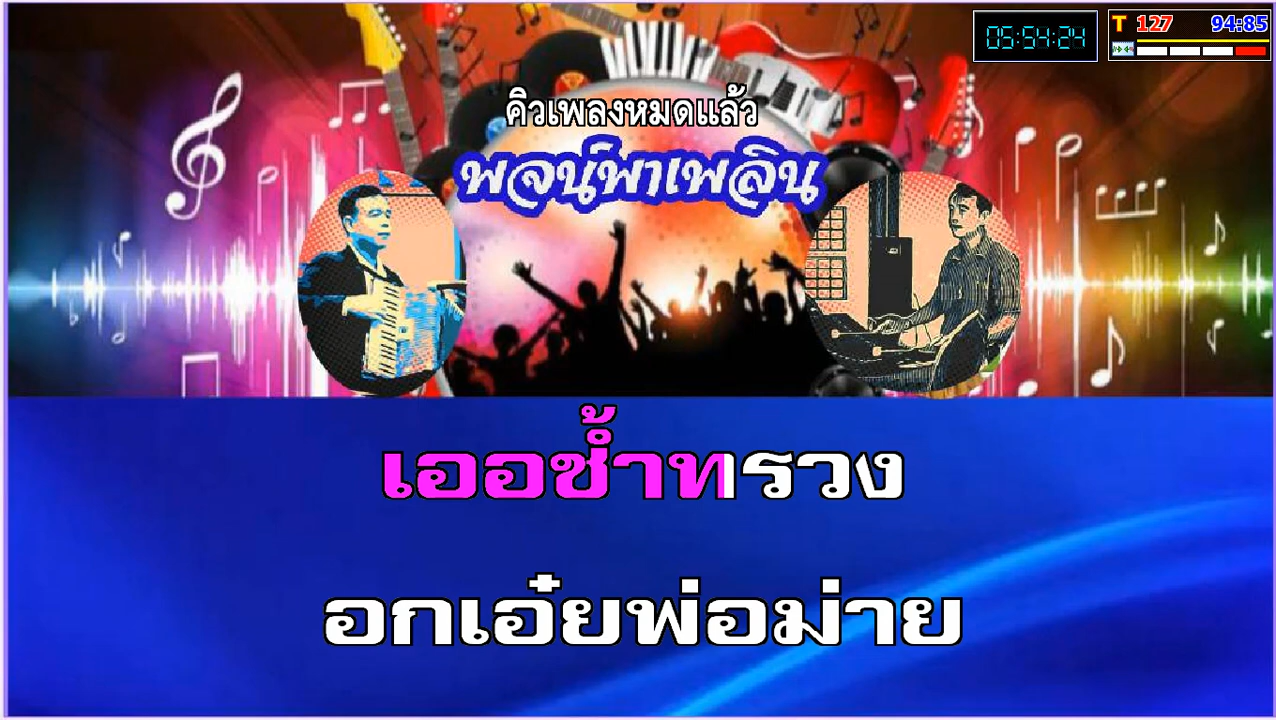 05:54:24
T 127 94:85
คิวเพลงหมดแล้ว
พจน์พาเพลิน
เออซ้ำทรวง
อกเอ๋ยพ่อม่าย